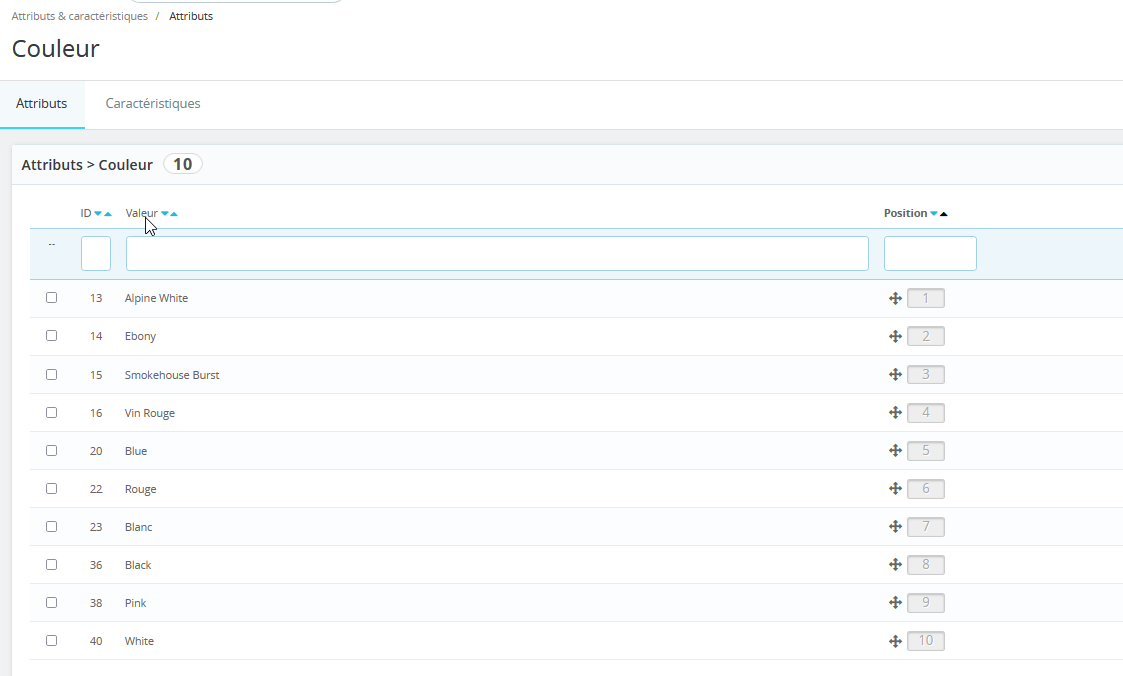 Attributs & caractéristiques / Attributs
Couleur
Attributs Caractéristiques
Attributs > Couleur 10
ID Valeur Position
--
13 Alpine White 1
14 Ebony 2
15 Smokehouse Burst 3
16 Vin Rouge 4
20 Blue 5
22 Rouge 6
23 Blanc 7
36 Black 8
38 Pink 9
40 White 10